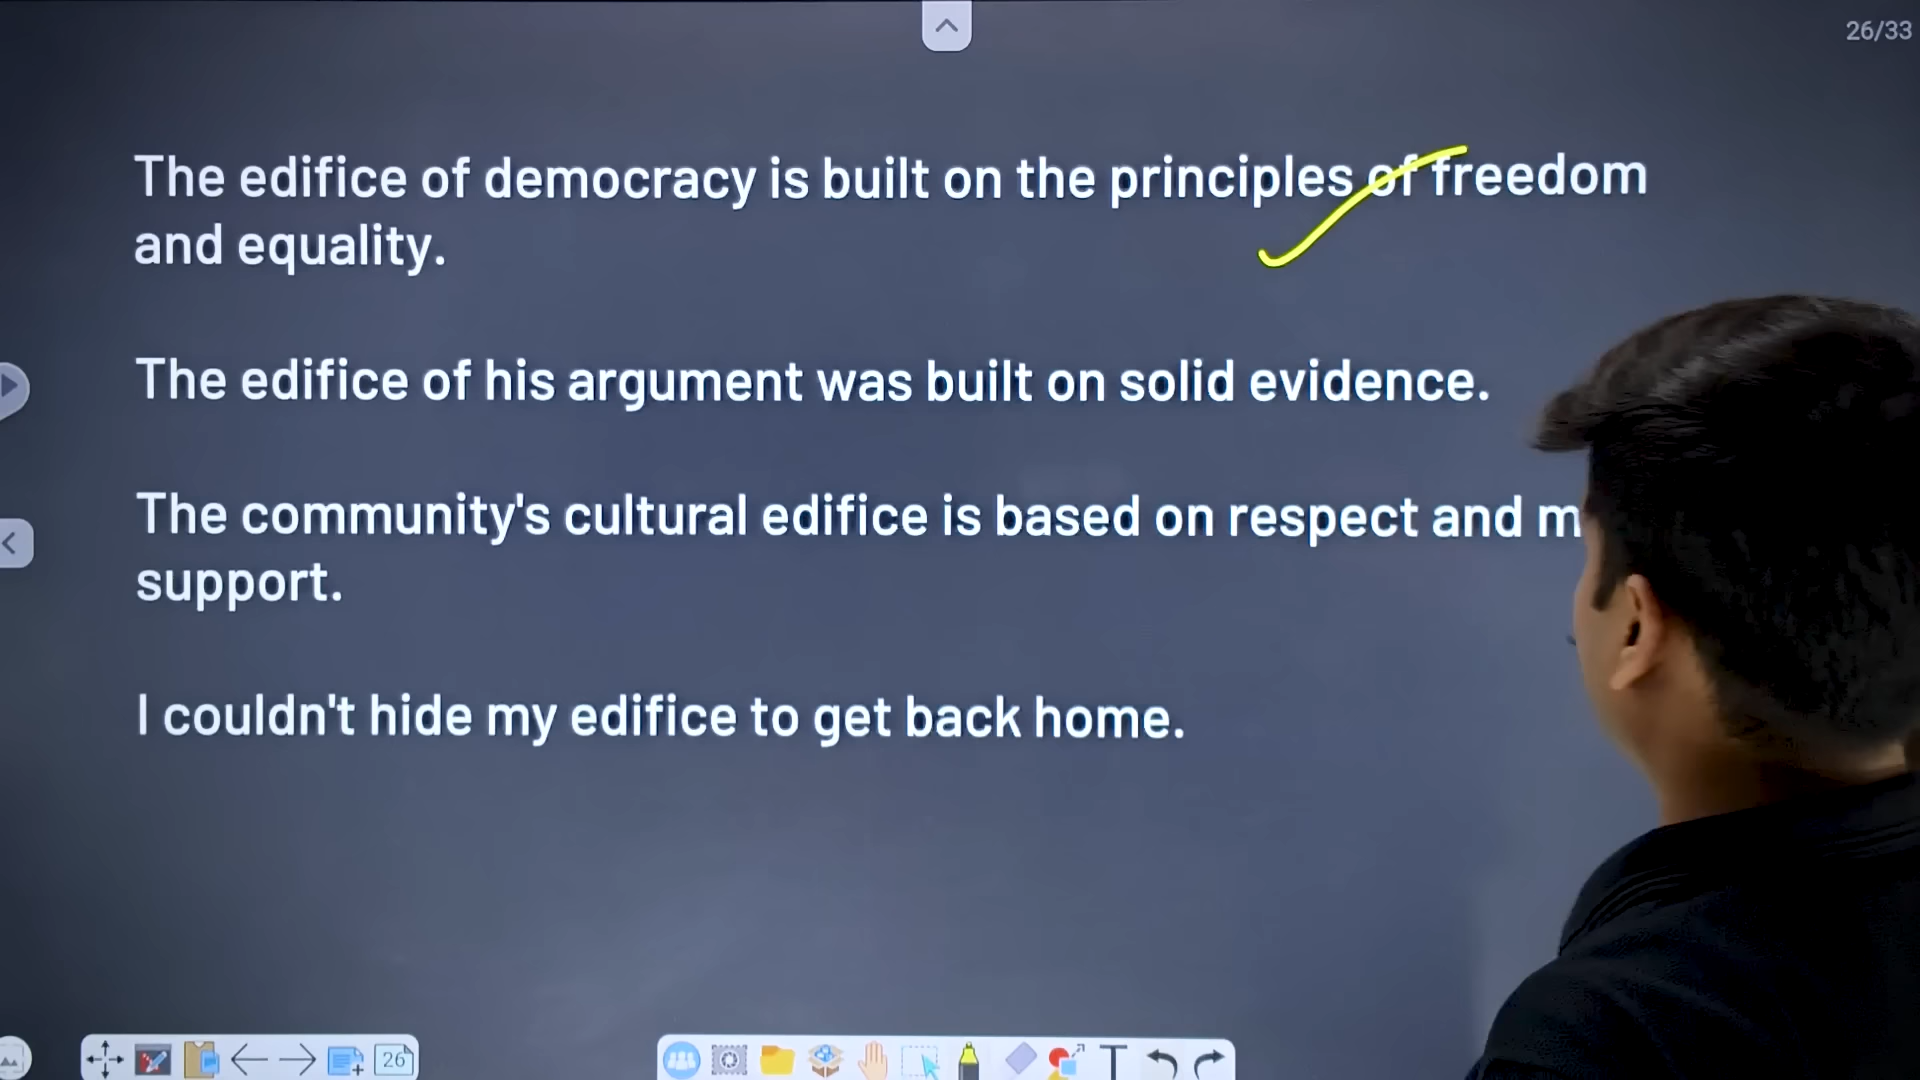 26/33
The edifice of democracy is built on the principles of freedom
and equality.
The edifice of his argument was built on solid evidence.
The community's cultural edifice is based on respect and
support.
I couldn't hide my edifice to get back home.
26